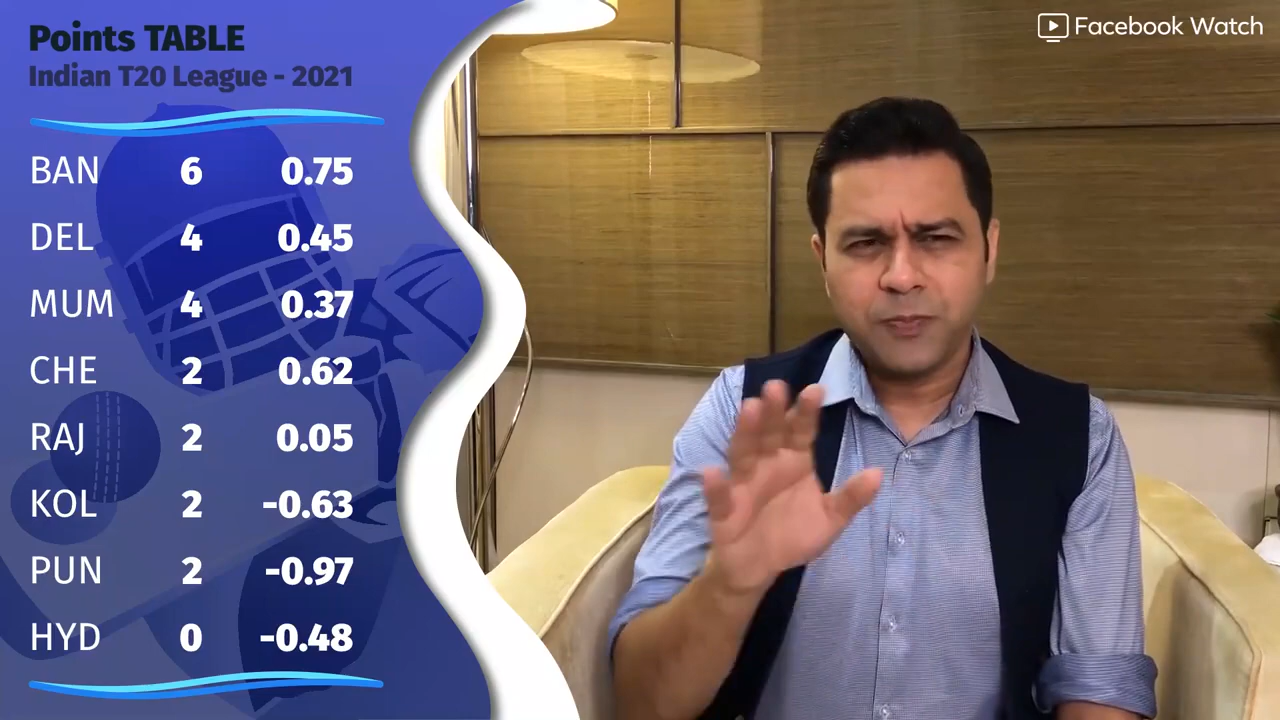 Points TABLE
Indian T20 League - 2021
BAN 6 0.75
DEL 4 0.45
MUM 4 0.37
CHE 2 0.62
RAJ 2 0.05
KOL 2 -0.63
PUN 2 -0.97
HYD 0 -0.48
Facebook Watch